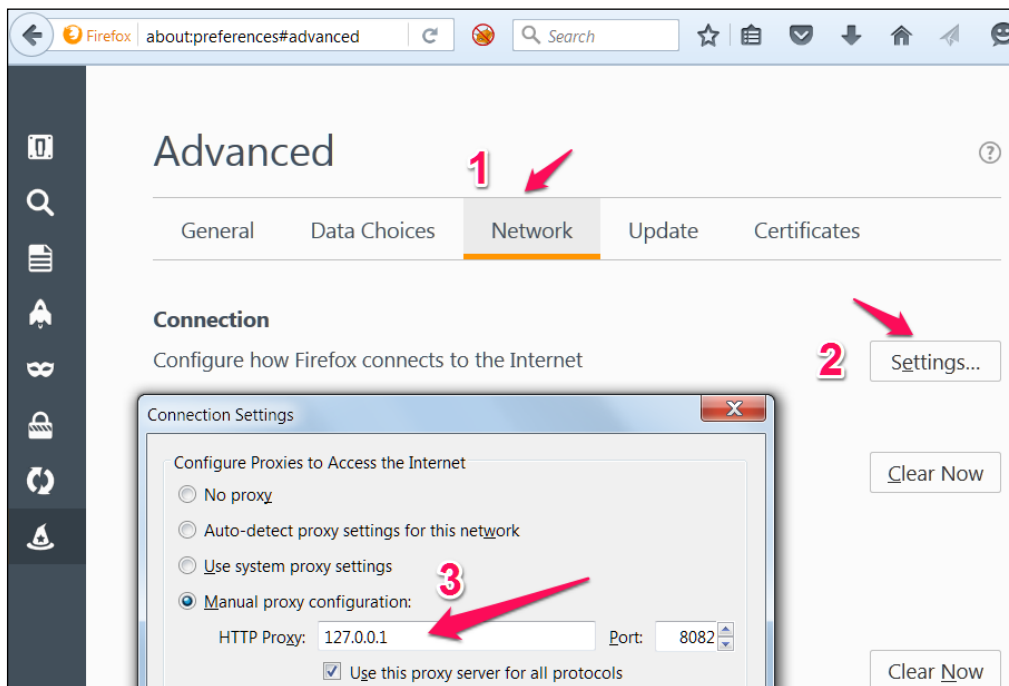 Firefox about:preferences#advanced Search
Advanced
1
General Data Choices Network Update Certificates
Connection
Configure how Firefox connects to the Internet
2
Settings...
Connection Settings
X
Configure Proxies to Access the Internet
Clear Now
No proxy
Auto-detect proxy settings for this network
Use system proxy settings
3
Manual proxy configuration:
HTTP Proxy: 127.0.0.1 Port: 8082
Use this proxy server for all protocols
Clear Now